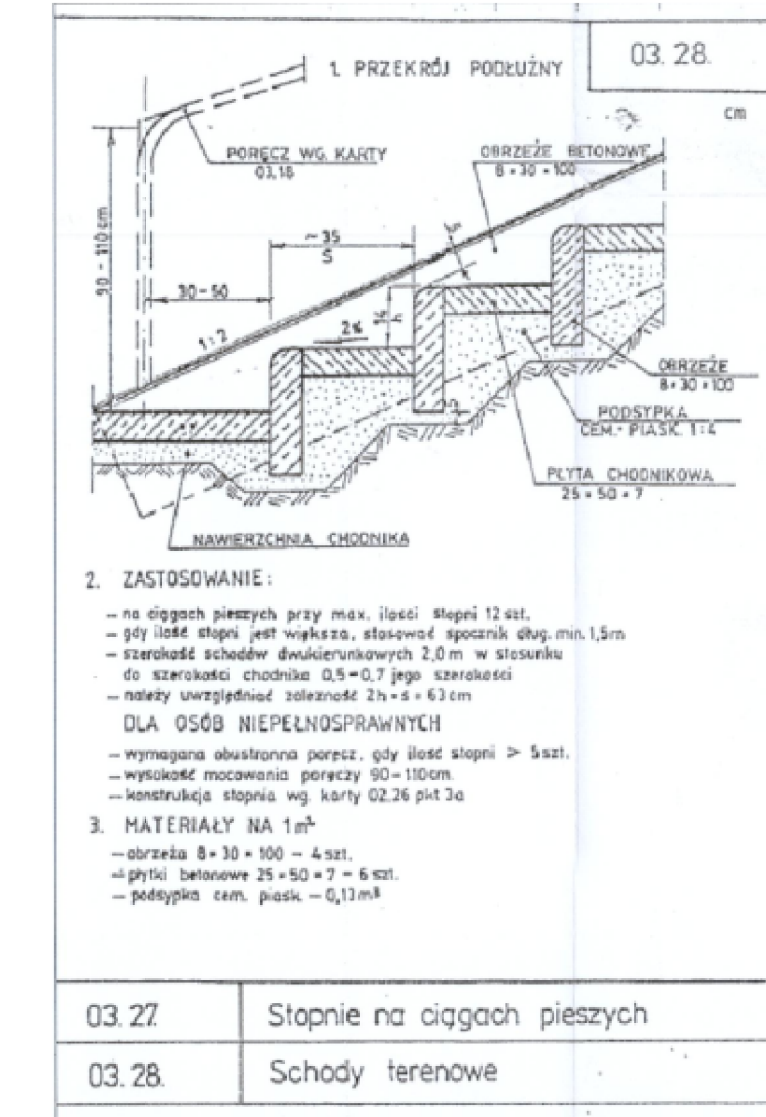 1. PRZEKRÓJ PODŁUŻNY
03. 28.
cm
PORĘCZ WG. KARTY
03.18
OBRZEŻE BETONOWE
8 × 30 × 100
90 - 110 cm
~ 35
S
5
30-50
1:2
2%
14
h
5
OBRZEŻE
8 × 30 × 100
PODSYPKA
CEM.- PIASK. 1:4
PŁYTA CHODNIKOWA
25 × 50 × 7
NAWIERZCHNIA CHODNIKA
2. ZASTOSOWANIE:
– na ciągach pieszych przy max. ilości stopni 12 szt.
– gdy ilość stopni jest większa, stosować spocznik dług. min. 1,5m
– szerokość schodów dwukierunkowych 2,0 m w stosunku
do szerokości chodnika 0,5-0,7 jego szerokości
– należy uwzględniać zależność 2h + s = 63 cm
DLA OSÓB NIEPEŁNOSPRAWNYCH
– wymagana obustronna poręcz, gdy ilość stopni > 5 szt.
– wysokość mocowania poręczy 90 - 110cm.
– konstrukcja stopnia wg. karty 02.26 pkt 3a
3. MATERIAŁY NA 1m²
– obrzeża 8 × 30 × 100 – 4 szt.
– płytki betonowe 25 × 50 × 7 – 6 szt.
– podsypka cem. piask. – 0,13m³
03. 27. Stopnie na ciągach pieszych
03. 28. Schody terenowe